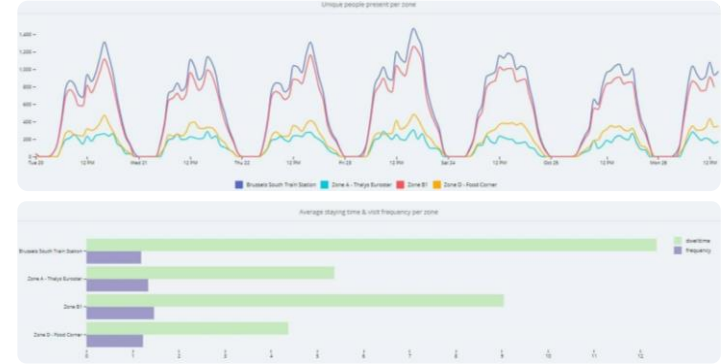 Unique people present per zone
1,400
1,200
1,000
800
600
400
200
0
Tue 20 12 PM Wed 21 12 PM Thu 22 12 PM Fri 23 12 PM Sat 24 12 PM Oct 25 12 PM Mon 26 12 PM
Brussels South Train Station Zone A - Thalys Eurostar Zone B1 Zone D - Food Corner
Average staying time & visit frequency per zone
dwelltime
frequency
Brussels South Train Station
Zone A - Thalys Eurostar
Zone B1
Zone D - Food Corner
0 1 2 3 4 5 6 7 8 9 10 11 12